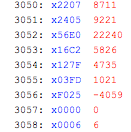 3050: x2207 8711
3051: x2405 9221
3052: x56E0 22240
3053: x16C2 5826
3054: x127F 4735
3055: x03FD 1021
3056: xF025 -4059
3057: x0000 0
3058: x0006 6